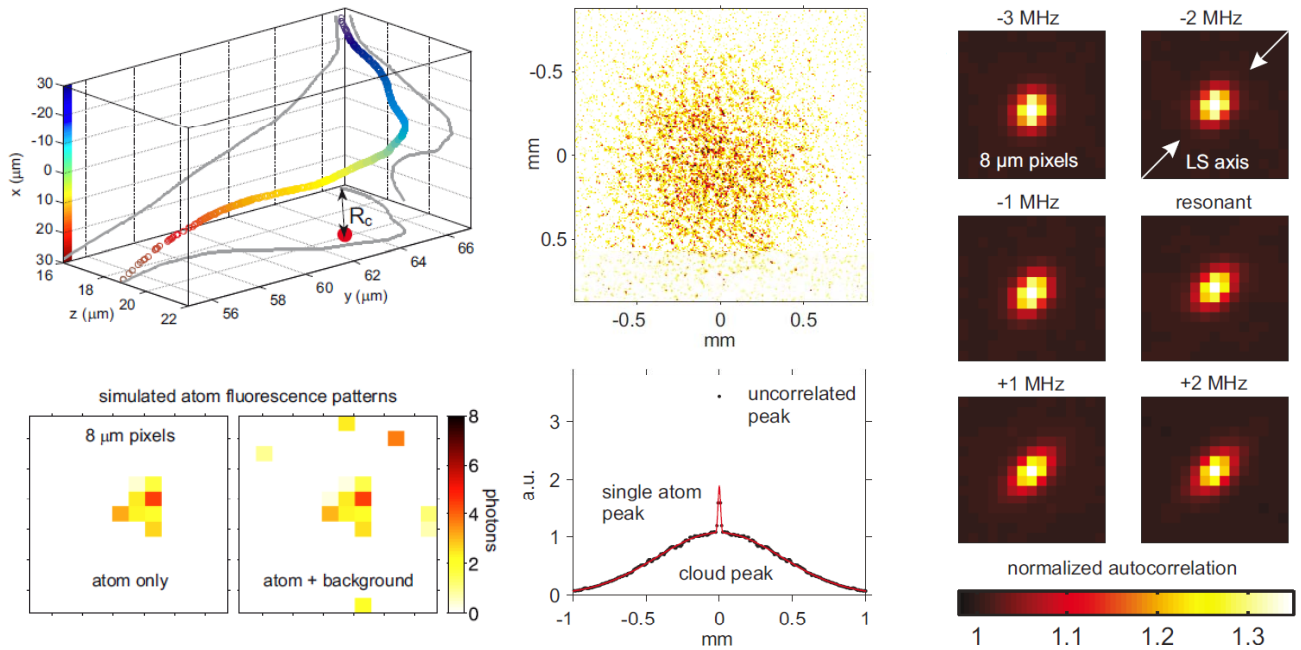 30
-30
-20
-10
0
10
20
30
x (μm)
16
18
20
22
z (μm)
56
58
60
62
64
66
y (μm)
R_c
simulated atom fluorescence patterns
8 μm pixels
atom only
atom + background
8
6
4
2
0
photons
-0.5
0
0.5
mm
-0.5
0
0.5
mm
3
2
1
0
a.u.
uncorrelated
peak
single atom
peak
cloud peak
-1
-0.5
0
0.5
1
mm
-3 MHz
-2 MHz
8 μm pixels
LS axis
-1 MHz
resonant
+1 MHz
+2 MHz
normalized autocorrelation
1
1.1
1.2
1.3